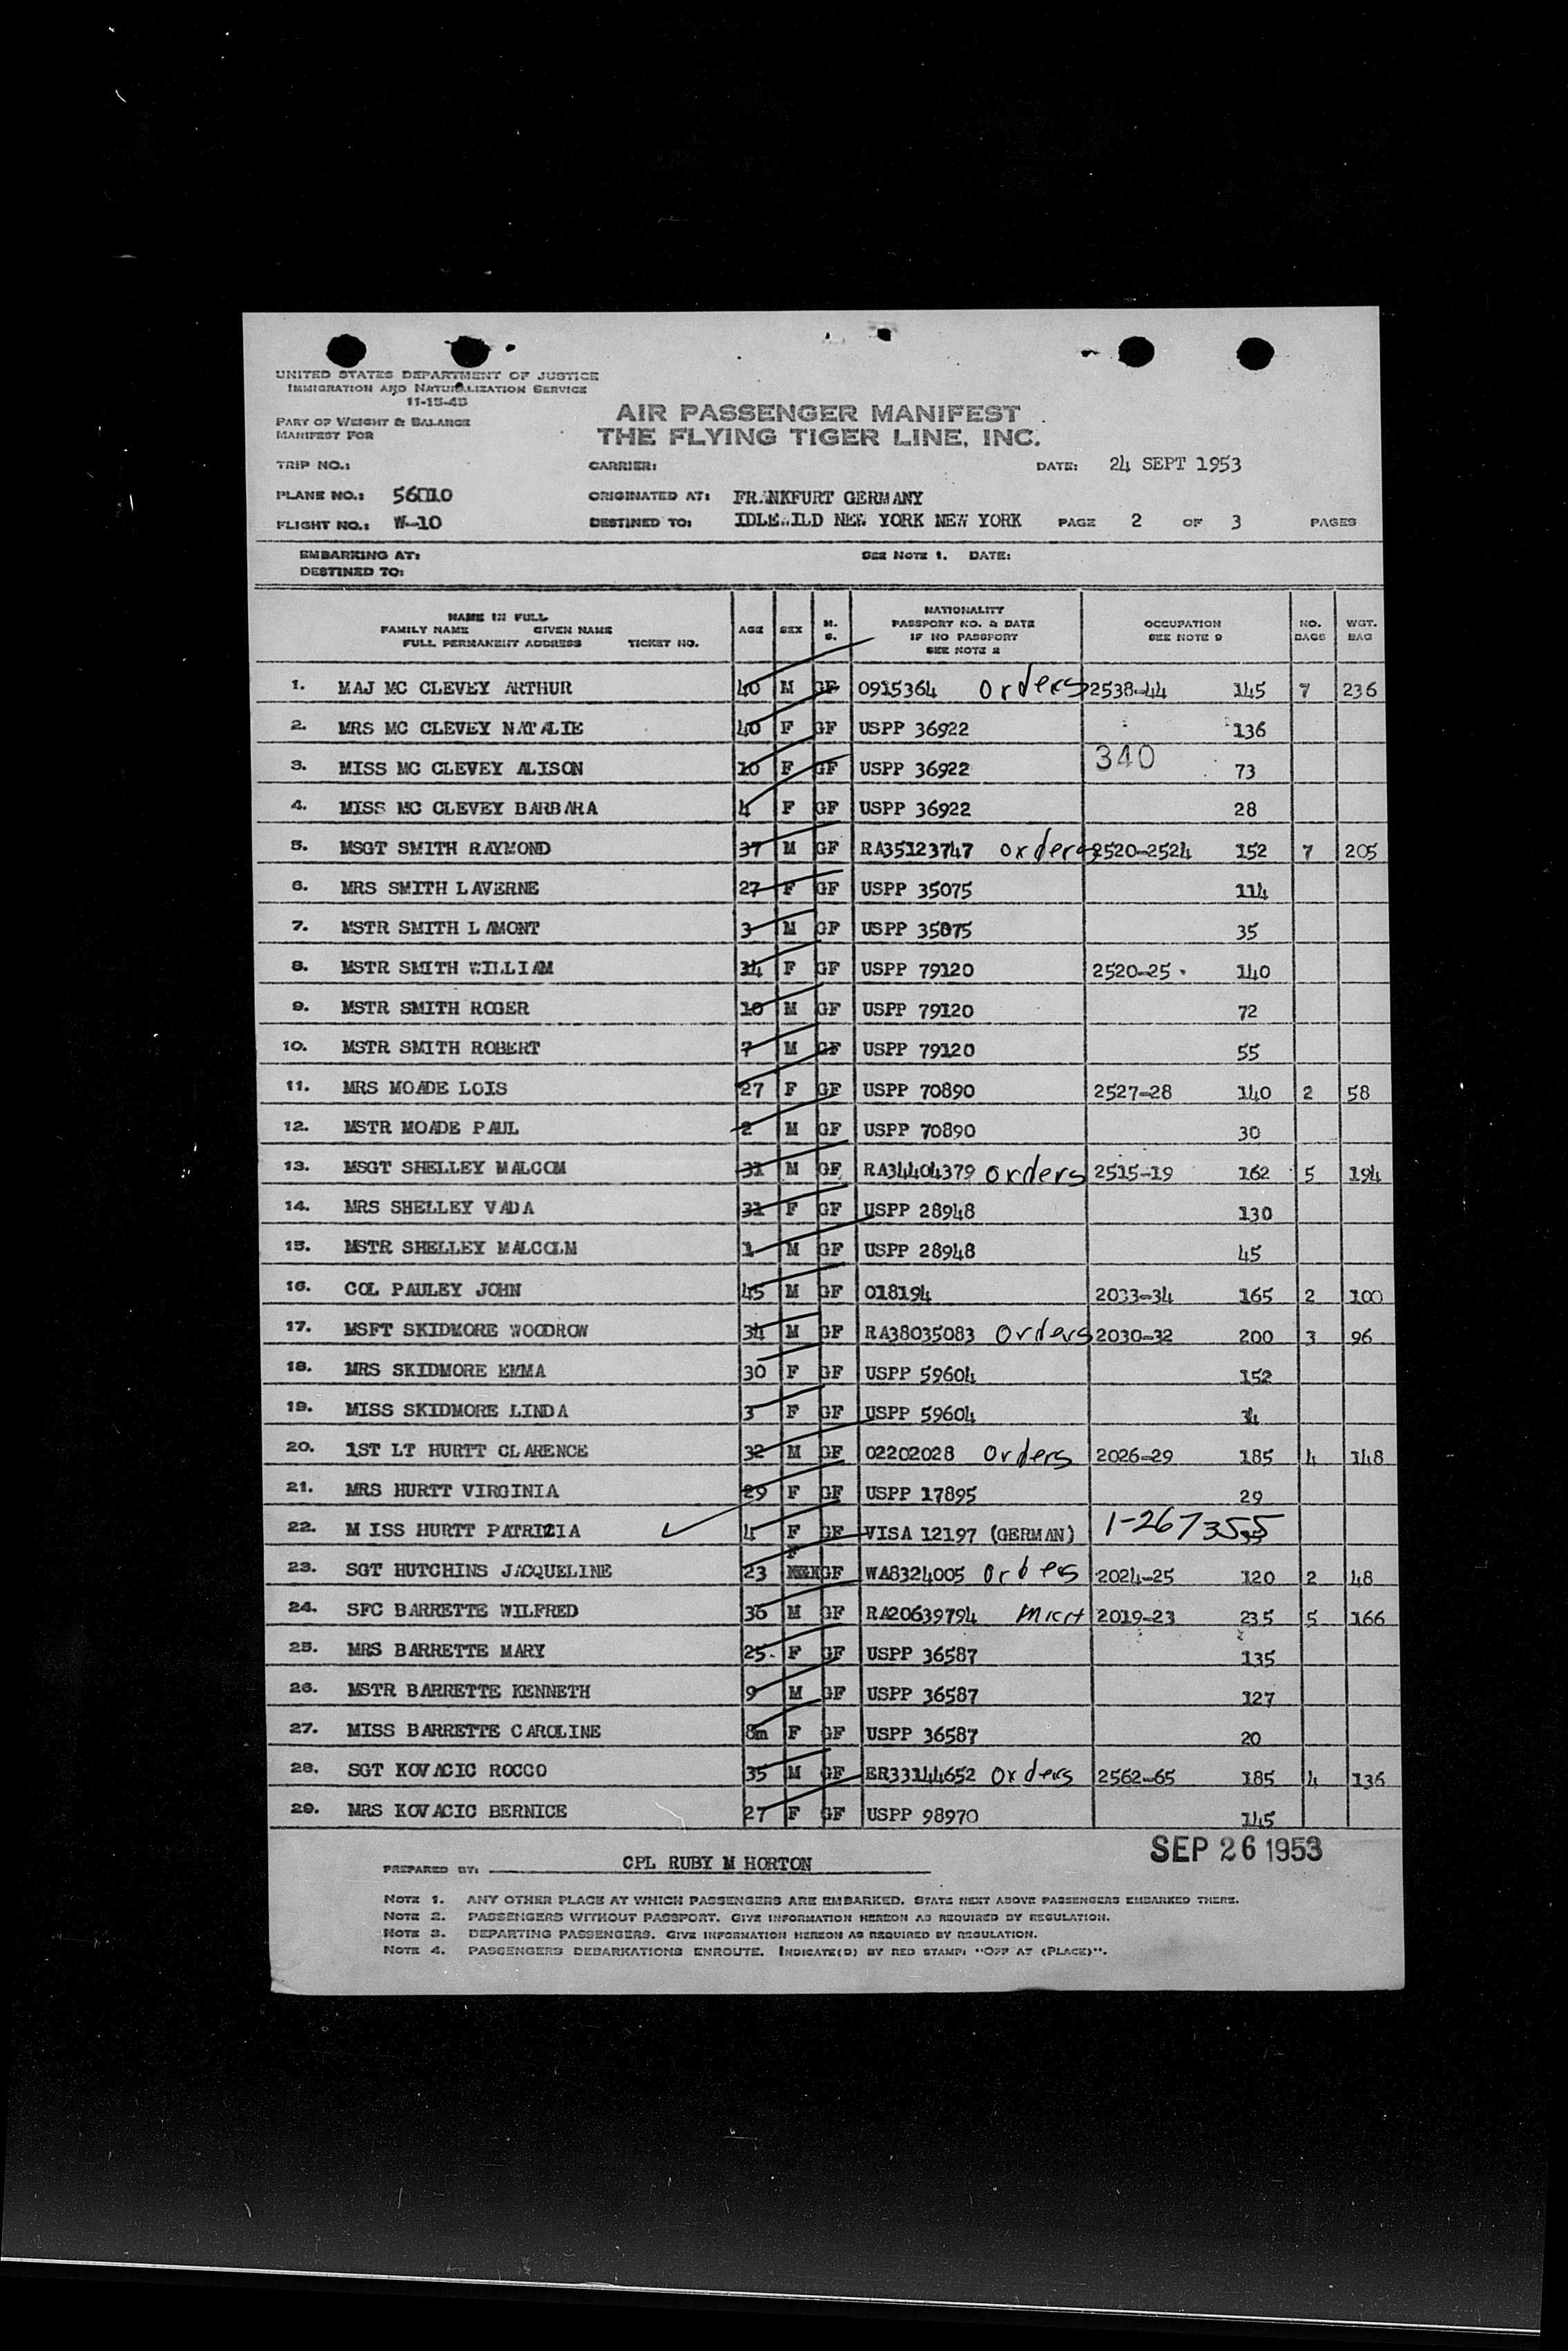 UNITED STATES DEPARTMENT OF JUSTICE
IMMIGRATION AND NATURALIZATION SERVICE
11-15-45
PART OF WEIGHT & BALANCE
MANIFEST FOR
AIR PASSENGER MANIFEST
THE FLYING TIGER LINE, INC.
TRIP NO.: CARRIER: DATE: 24 SEPT 1953
PLANE NO.: 56010 ORIGINATED AT: FRANKFURT GERMANY
FLIGHT NO.: W-10 DESTINED TO: IDLEWILD NEW YORK NEW YORK PAGE 2 OF 3 PAGES
EMBARKING AT: SEE NOTE 1. DATE:
DESTINED TO:
NAME IN FULL
FAMILY NAME GIVEN NAME
FULL PERMANENT ADDRESS TICKET NO.
AGE SEX M. S.
NATIONALITY
PASSPORT NO. & DATE
IF NO PASSPORT
SEE NOTE 2
OCCUPATION
SEE NOTE 9
NO. BAGS
WGT. BAG
1. MAJ MC CLEVEY ARTHUR 40 M GF 0915364 orders 2538-44 145 7 236
2. MRS MC CLEVEY NATALIE 40 F GF USPP 36922 136
3. MISS MC CLEVEY ALISON 10 F GF USPP 36922 340 73
4. MISS MC CLEVEY BARBARA 4 F GF USPP 36922 28
5. MSGT SMITH RAYMOND 37 M GF RA35123747 orders 2520-2524 152 7 205
6. MRS SMITH LAVERNE 27 F GF USPP 35075 114
7. MSTR SMITH LAMONT 3 M GF USPP 35075 35
8. MSTR SMITH WILLIAM 34 F GF USPP 79120 2520-25 140
9. MSTR SMITH ROGER 10 M GF USPP 79120 72
10. MSTR SMITH ROBERT 7 M GF USPP 79120 55
11. MRS MOADE LOIS 27 F GF USPP 70890 2527-28 140 2 58
12. MSTR MOADE PAUL 2 M GF USPP 70890 30
13. MSGT SHELLEY MALCOM 31 M GF RA34404379 orders 2515-19 162 5 194
14. MRS SHELLEY VADA 31 F GF USPP 28948 130
15. MSTR SHELLEY MALCOLM 1 M GF USPP 28948 45
16. COL PAULEY JOHN 45 M GF 018194 2033-34 165 2 100
17. MSFT SKIDMORE WOODROW 34 M GF RA38035083 orders 2030-32 200 3 96
18. MRS SKIDMORE EMMA 30 F GF USPP 59604 152
19. MISS SKIDMORE LINDA 3 F GF USPP 59604
20. 1ST LT HURTT CLARENCE 32 M GF 02202028 orders 2026-29 185 4 148
21. MRS HURTT VIRGINIA 29 F GF USPP 17895 29
22. M ISS HURTT PATRIZIA 4 F GF VISA 12197 (GERMAN) 1-267355
23. SGT HUTCHINS JACQUELINE 23 F GF WA8324005 orders 2024-25 120 2 48
24. SFC BARRETTE WILFRED 36 M GF RA20639794 MICH 2019-23 235 5 166
25. MRS BARRETTE MARY 25. F GF USPP 36587 135
26. MSTR BARRETTE KENNETH 9 M GF USPP 36587 127
27. MISS BARRETTE CAROLINE 8m F GF USPP 36587 20
28. SGT KOVACIC ROCCO 35 M GF ER33144652 orders 2562-65 185 4 136
29. MRS KOVACIC BERNICE 27 F GF USPP 98970 145
SEP 26 1953
PREPARED BY: CPL RUBY M HORTON
NOTE 1. ANY OTHER PLACE AT WHICH PASSENGERS ARE EMBARKED. STATE NEXT ABOVE PASSENGERS EMBARKED THERE.
NOTE 2. PASSENGERS WITHOUT PASSPORT. GIVE INFORMATION HEREON AS REQUIRED BY REGULATION.
NOTE 3. DEPARTING PASSENGERS. GIVE INFORMATION HEREON AS REQUIRED BY REGULATION.
NOTE 4. PASSENGERS DEBARKATIONS ENROUTE. INDICATE(D) BY RED STAMP: "OFF AT (PLACE)".